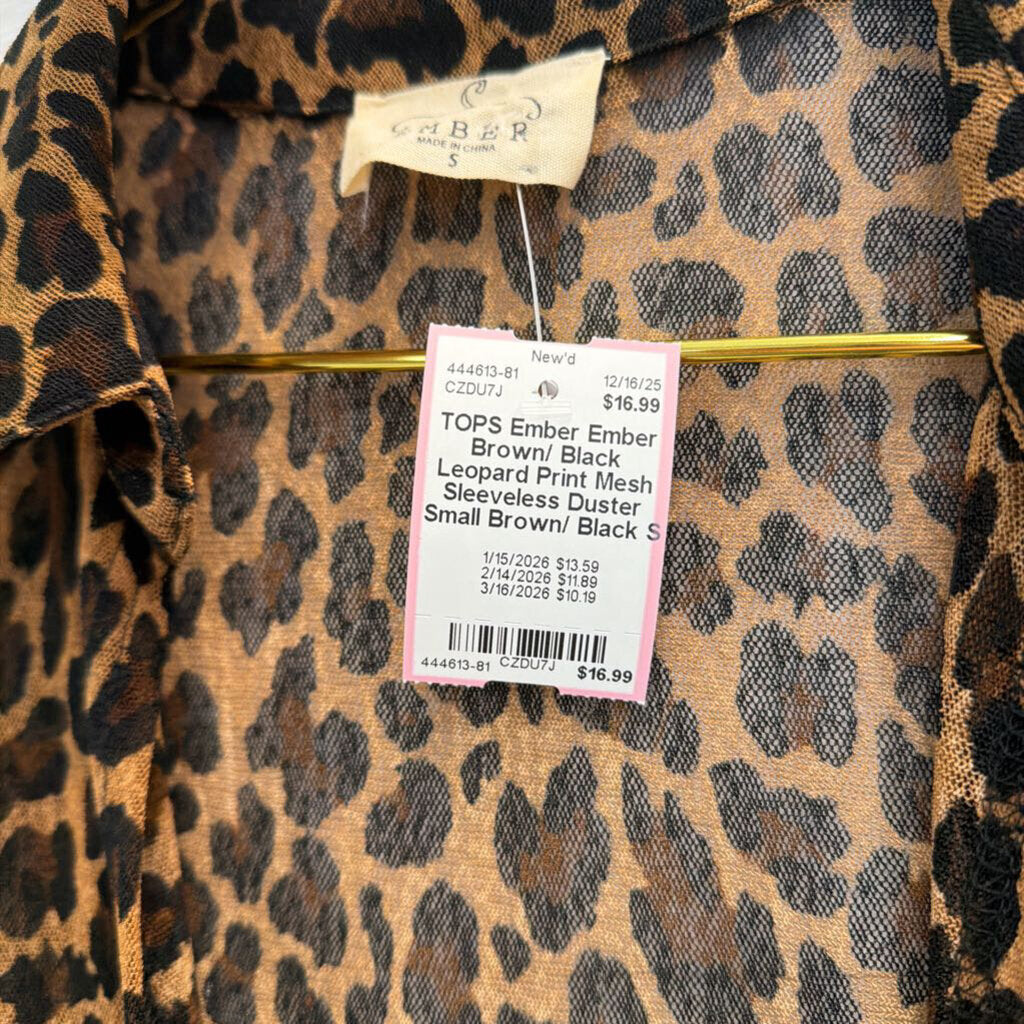 EMBER
MADE IN CHINA
S
New'd
444613-81 12/16/25
CZDU7J $16.99
TOPS Ember Ember
Brown/ Black
Leopard Print Mesh
Sleeveless Duster
Small Brown/ Black S
1/15/2026 $13.59
2/14/2026 $11.89
3/16/2026 $10.19
444613-81 CZDU7J $16.99